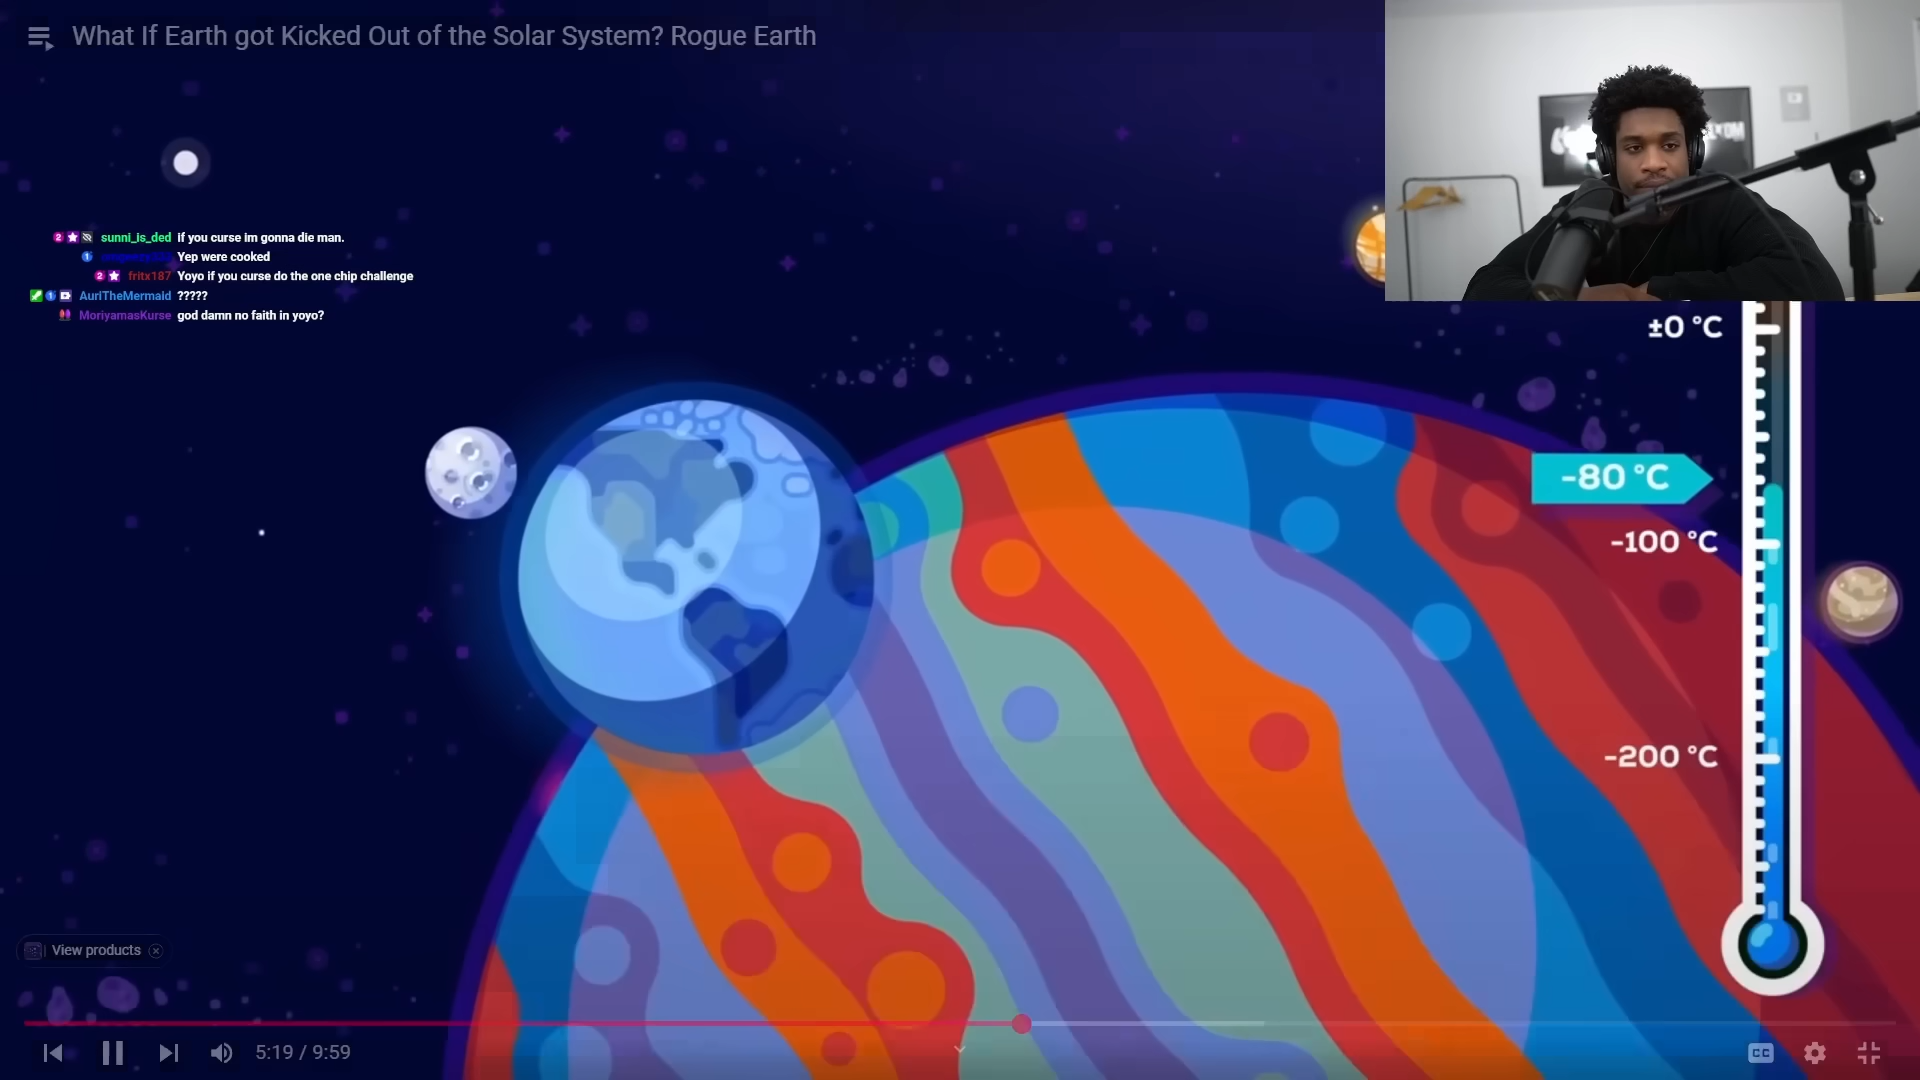 What If Earth got Kicked Out of the Solar System? Rogue Earth
sunni_is_ded if you curse im gonna die man.
Yep were cooked
fritx187 Yoyo if you curse do the one chip challenge
AuriTheMermaid ?????
MoriyamasKurse god damn no faith in yoyo?
±0 °C
-80 °C
-100 °C
-200 °C
View products
5:19 / 9:59
CC